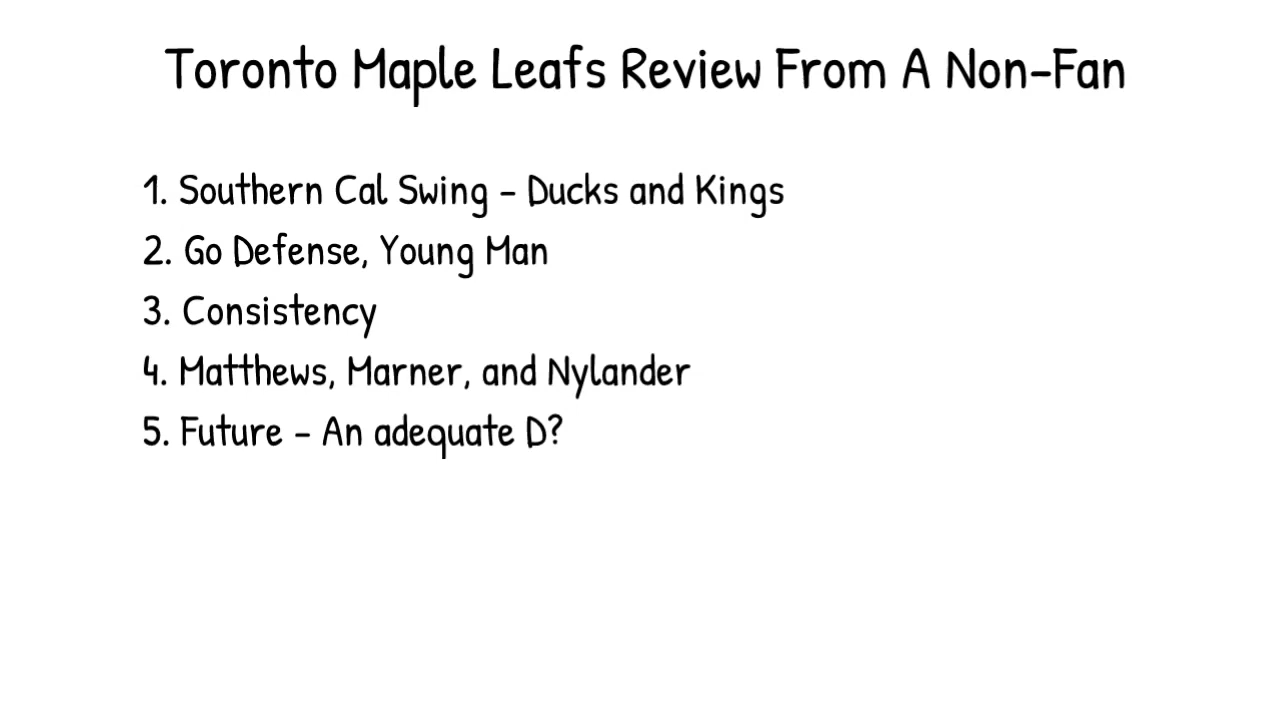 Toronto Maple Leafs Review From A Non-Fan
1. Southern Cal Swing - Ducks and Kings
2. Go Defense, Young Man
3. Consistency
4. Matthews, Marner, and Nylander
5. Future - An adequate D?